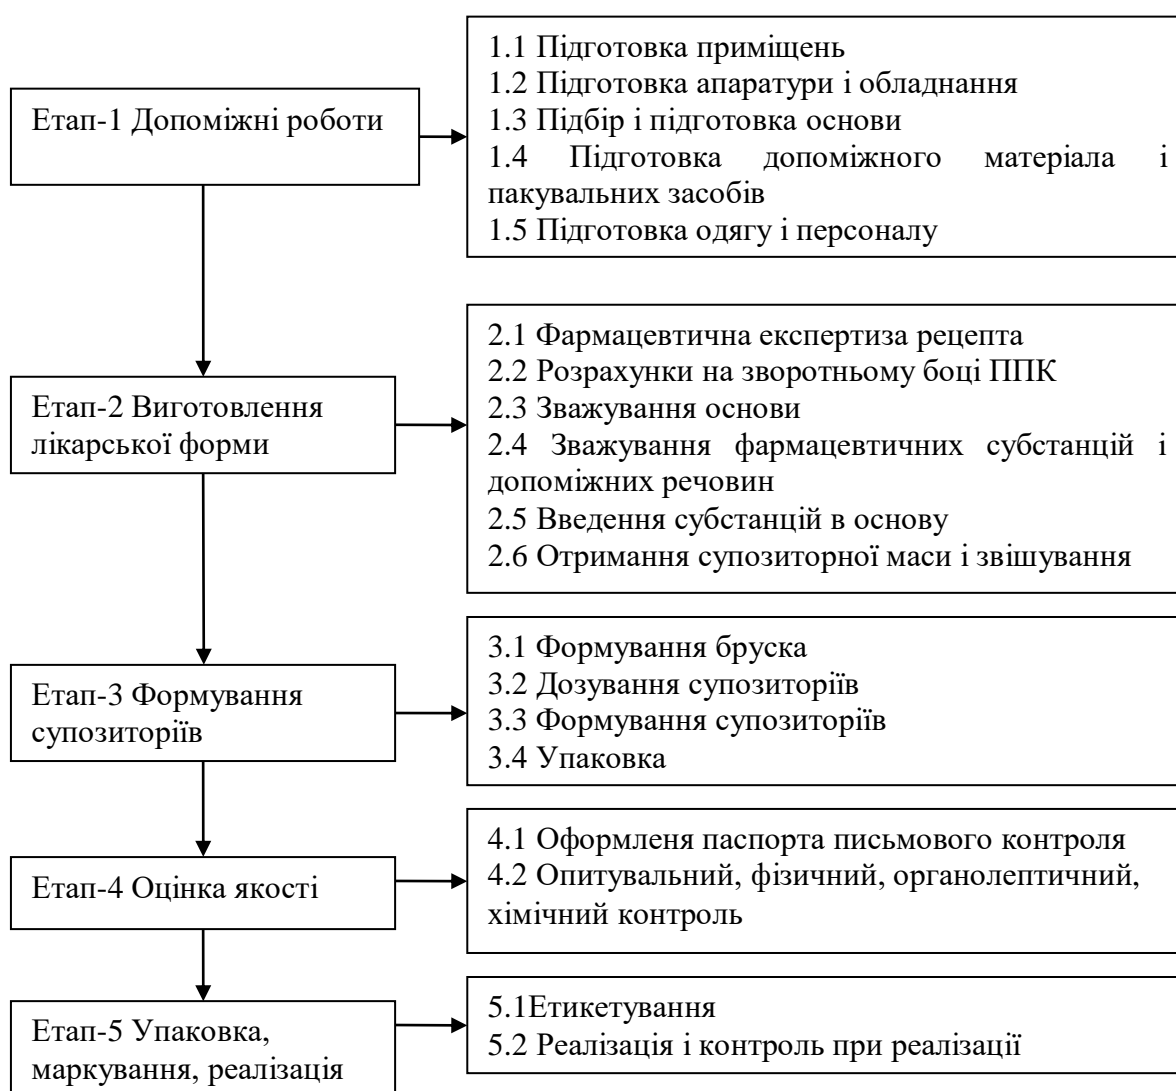 Етап-1 Допоміжні роботи
1.1 Підготовка приміщень
1.2 Підготовка апаратури і обладнання
1.3 Підбір і підготовка основи
1.4 Підготовка допоміжного матеріала і
пакувальних засобів
1.5 Підготовка одягу і персоналу
Етап-2 Виготовлення
лікарської форми
2.1 Фармацевтична експертиза рецепта
2.2 Розрахунки на зворотньому боці ППК
2.3 Зважування основи
2.4 Зважування фармацевтичних субстанцій і
допоміжних речовин
2.5 Введення субстанцій в основу
2.6 Отримання супозиторної маси і звішування
Етап-3 Формування
супозиторіїв
3.1 Формування бруска
3.2 Дозування супозиторіїв
3.3 Формування супозиторіїв
3.4 Упаковка
Етап-4 Оцінка якості
4.1 Оформленя паспорта письмового контроля
4.2 Опитувальний, фізичний, органолептичний,
хімічний контроль
Етап-5 Упаковка,
маркування, реалізація
5.1Етикетування
5.2 Реалізація і контроль при реалізації